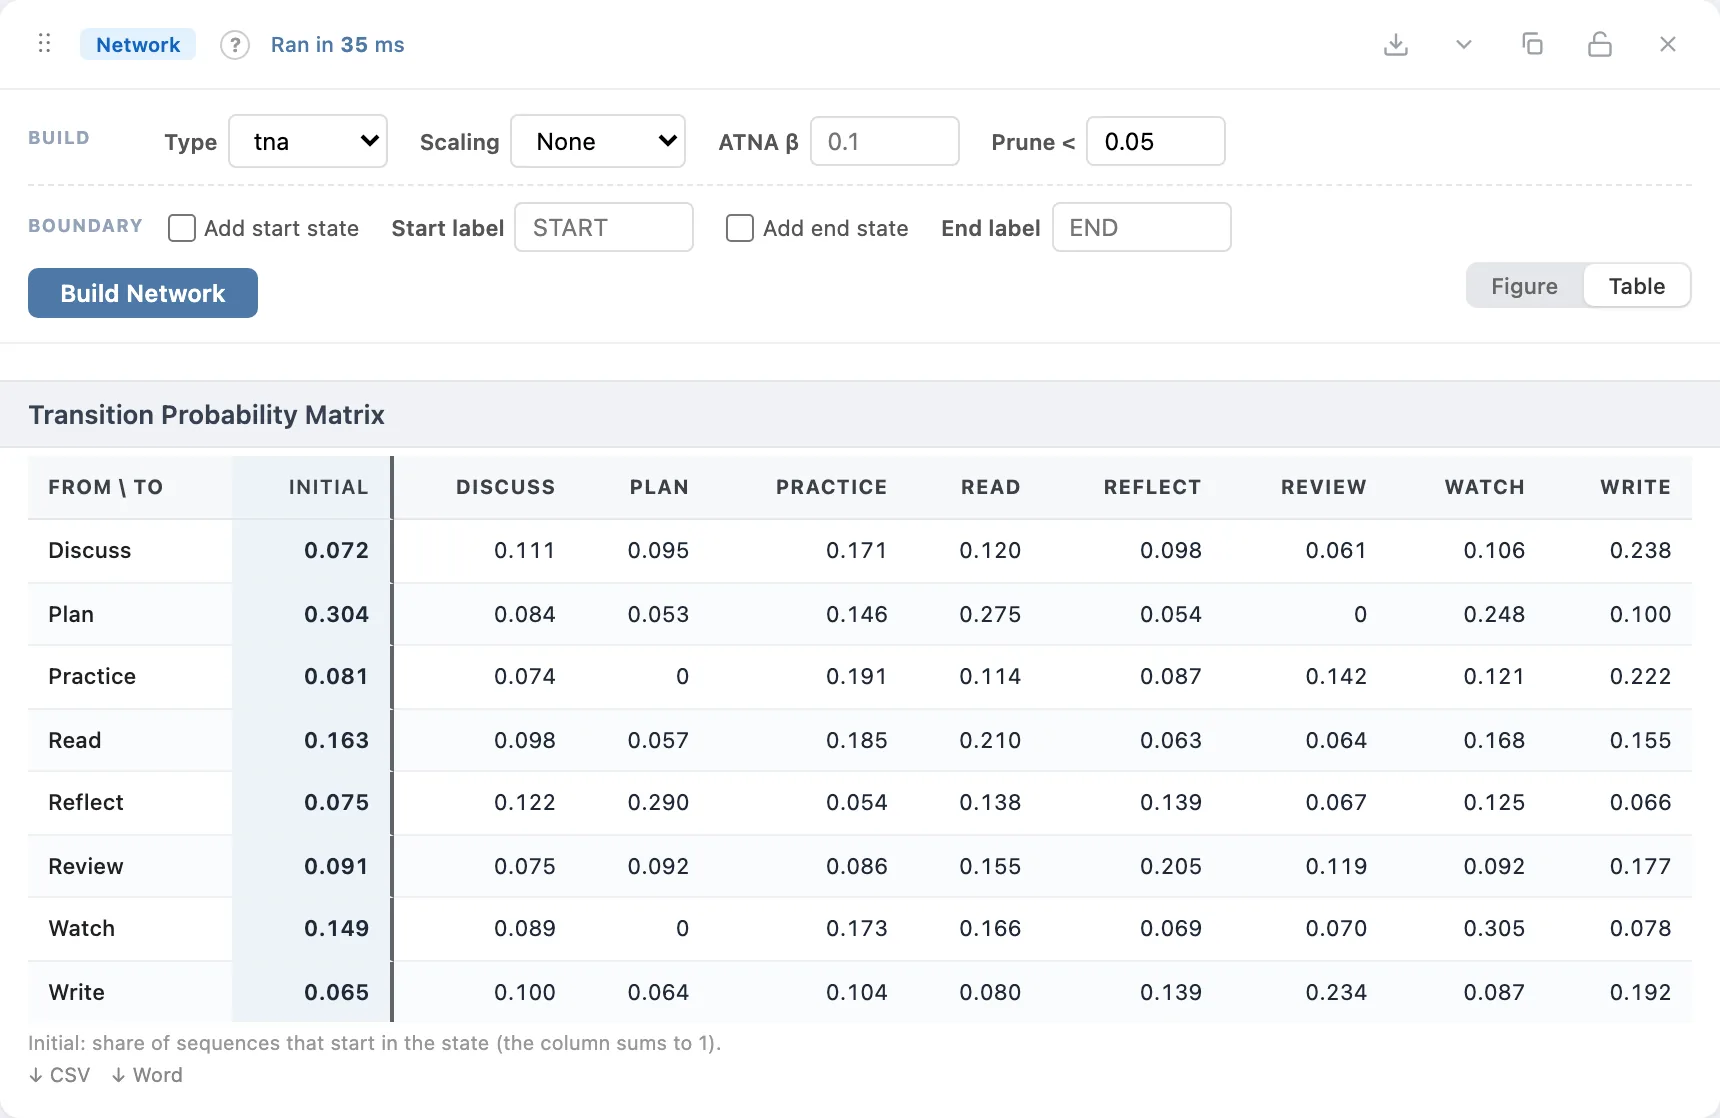 Network ? Ran in 35 ms
BUILD Type tna Scaling None ATNA β 0.1 Prune < 0.05
BOUNDARY Add start state Start label START Add end state End label END
Build Network Figure Table
Transition Probability Matrix
FROM \ TO INITIAL DISCUSS PLAN PRACTICE READ REFLECT REVIEW WATCH WRITE
Discuss 0.072 0.111 0.095 0.171 0.120 0.098 0.061 0.106 0.238
Plan 0.304 0.084 0.053 0.146 0.275 0.054 0 0.248 0.100
Practice 0.081 0.074 0 0.191 0.114 0.087 0.142 0.121 0.222
Read 0.163 0.098 0.057 0.185 0.210 0.063 0.064 0.168 0.155
Reflect 0.075 0.122 0.290 0.054 0.138 0.139 0.067 0.125 0.066
Review 0.091 0.075 0.092 0.086 0.155 0.205 0.119 0.092 0.177
Watch 0.149 0.089 0 0.173 0.166 0.069 0.070 0.305 0.078
Write 0.065 0.100 0.064 0.104 0.080 0.139 0.234 0.087 0.192
Initial: share of sequences that start in the state (the column sums to 1).
↓ CSV ↓ Word